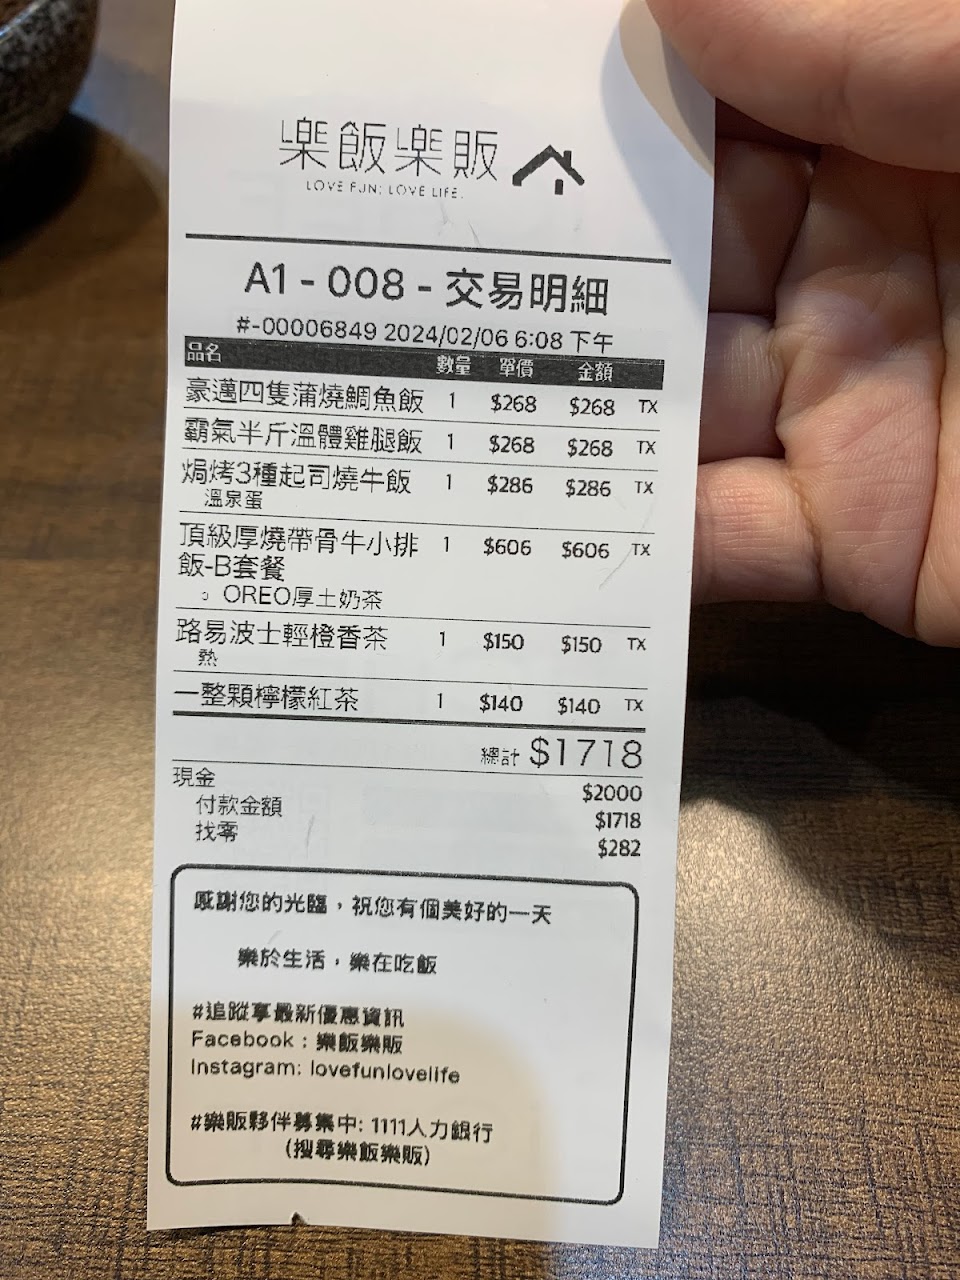 樂飯樂販
LOVE FUN; LOVE LIFE.
A1 - 008 - 交易明細
#-00006849 2024/02/06 6:08 下午
品名 數量 單價 金額
豪邁四隻蒲燒鯛魚飯 1 $268 $268 TX
霸氣半斤溫體雞腿飯 1 $268 $268 TX
焗烤3種起司燒牛飯 1 $286 $286 TX
溫泉蛋
頂級厚燒帶骨牛小排 1 $606 $606 TX
飯-B套餐
OREO厚土奶茶
路易波士輕橙香茶 1 $150 $150 TX
熱
一整顆檸檬紅茶 1 $140 $140 TX
總計 $1718
現金 $2000
付款金額 $1718
找零 $282
感謝您的光臨，祝您有個美好的一天
樂於生活，樂在吃飯
#追蹤享最新優惠資訊
Facebook : 樂飯樂販
Instagram: lovefunlovelife
#樂販夥伴募集中: 1111人力銀行
(搜尋樂飯樂販)